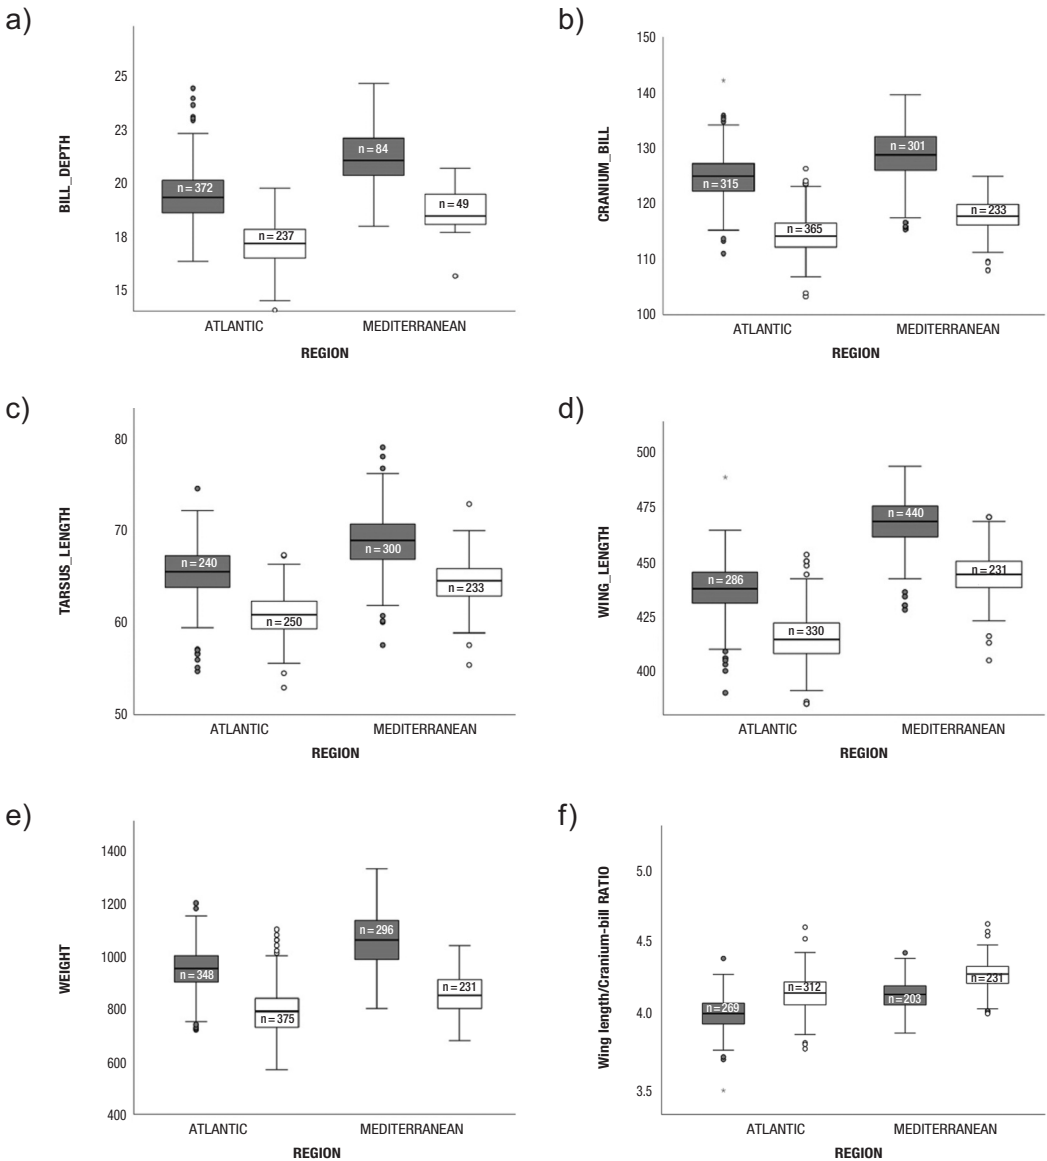 a)
BILL_DEPTH
25
23
20
18
15
n = 84
n = 372
n = 49
n = 237
ATLANTIC MEDITERRANEAN
REGION
b)
CRANIUM_BILL
150
140
130
120
110
100
*
n = 301
n = 315
n = 233
n = 365
ATLANTIC MEDITERRANEAN
REGION
c)
TARSUS_LENGTH
80
70
60
50
n = 300
n = 240
n = 233
n = 250
ATLANTIC MEDITERRANEAN
REGION
d)
WING_LENGTH
500
475
450
425
400
*
n = 440
n = 231
n = 286
n = 330
ATLANTIC MEDITERRANEAN
REGION
e)
WEIGHT
1400
1200
1000
800
600
400
n = 296
n = 348
n = 231
n = 375
ATLANTIC MEDITERRANEAN
REGION
f)
Wing length/Cranium-bill RATIO
5.0
4.5
4.0
3.5
n = 231
n = 312
n = 203
n = 269
*
ATLANTIC MEDITERRANEAN
REGION